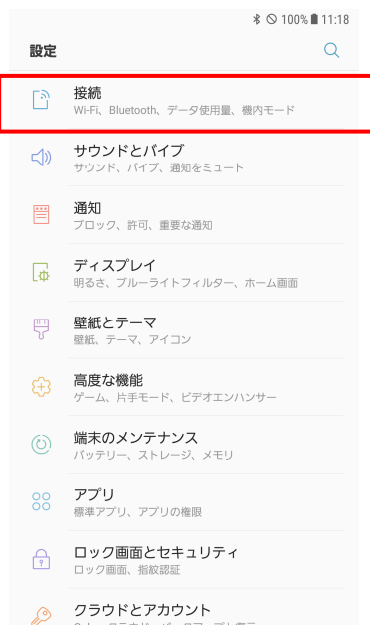 100% 11:18
設定
接続
Wi-Fi、Bluetooth、データ使用量、機内モード
サウンドとバイブ
サウンド、バイブ、通知をミュート
通知
ブロック、許可、重要な通知
ディスプレイ
明るさ、ブルーライトフィルター、ホーム画面
壁紙とテーマ
壁紙、テーマ、アイコン
高度な機能
ゲーム、片手モード、ビデオエンハンサー
端末のメンテナンス
バッテリー、ストレージ、メモリ
アプリ
標準アプリ、アプリの権限
ロック画面とセキュリティ
ロック画面、指紋認証
クラウドとアカウント